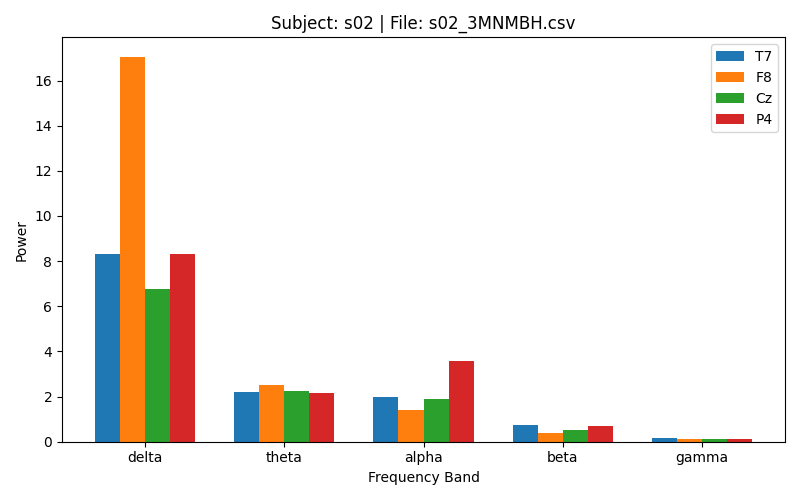 Subject: s02 | File: s02_3MNMBH.csv
T7
F8
Cz
P4
Power
16
14
12
10
8
6
4
2
0
delta theta alpha beta gamma
Frequency Band